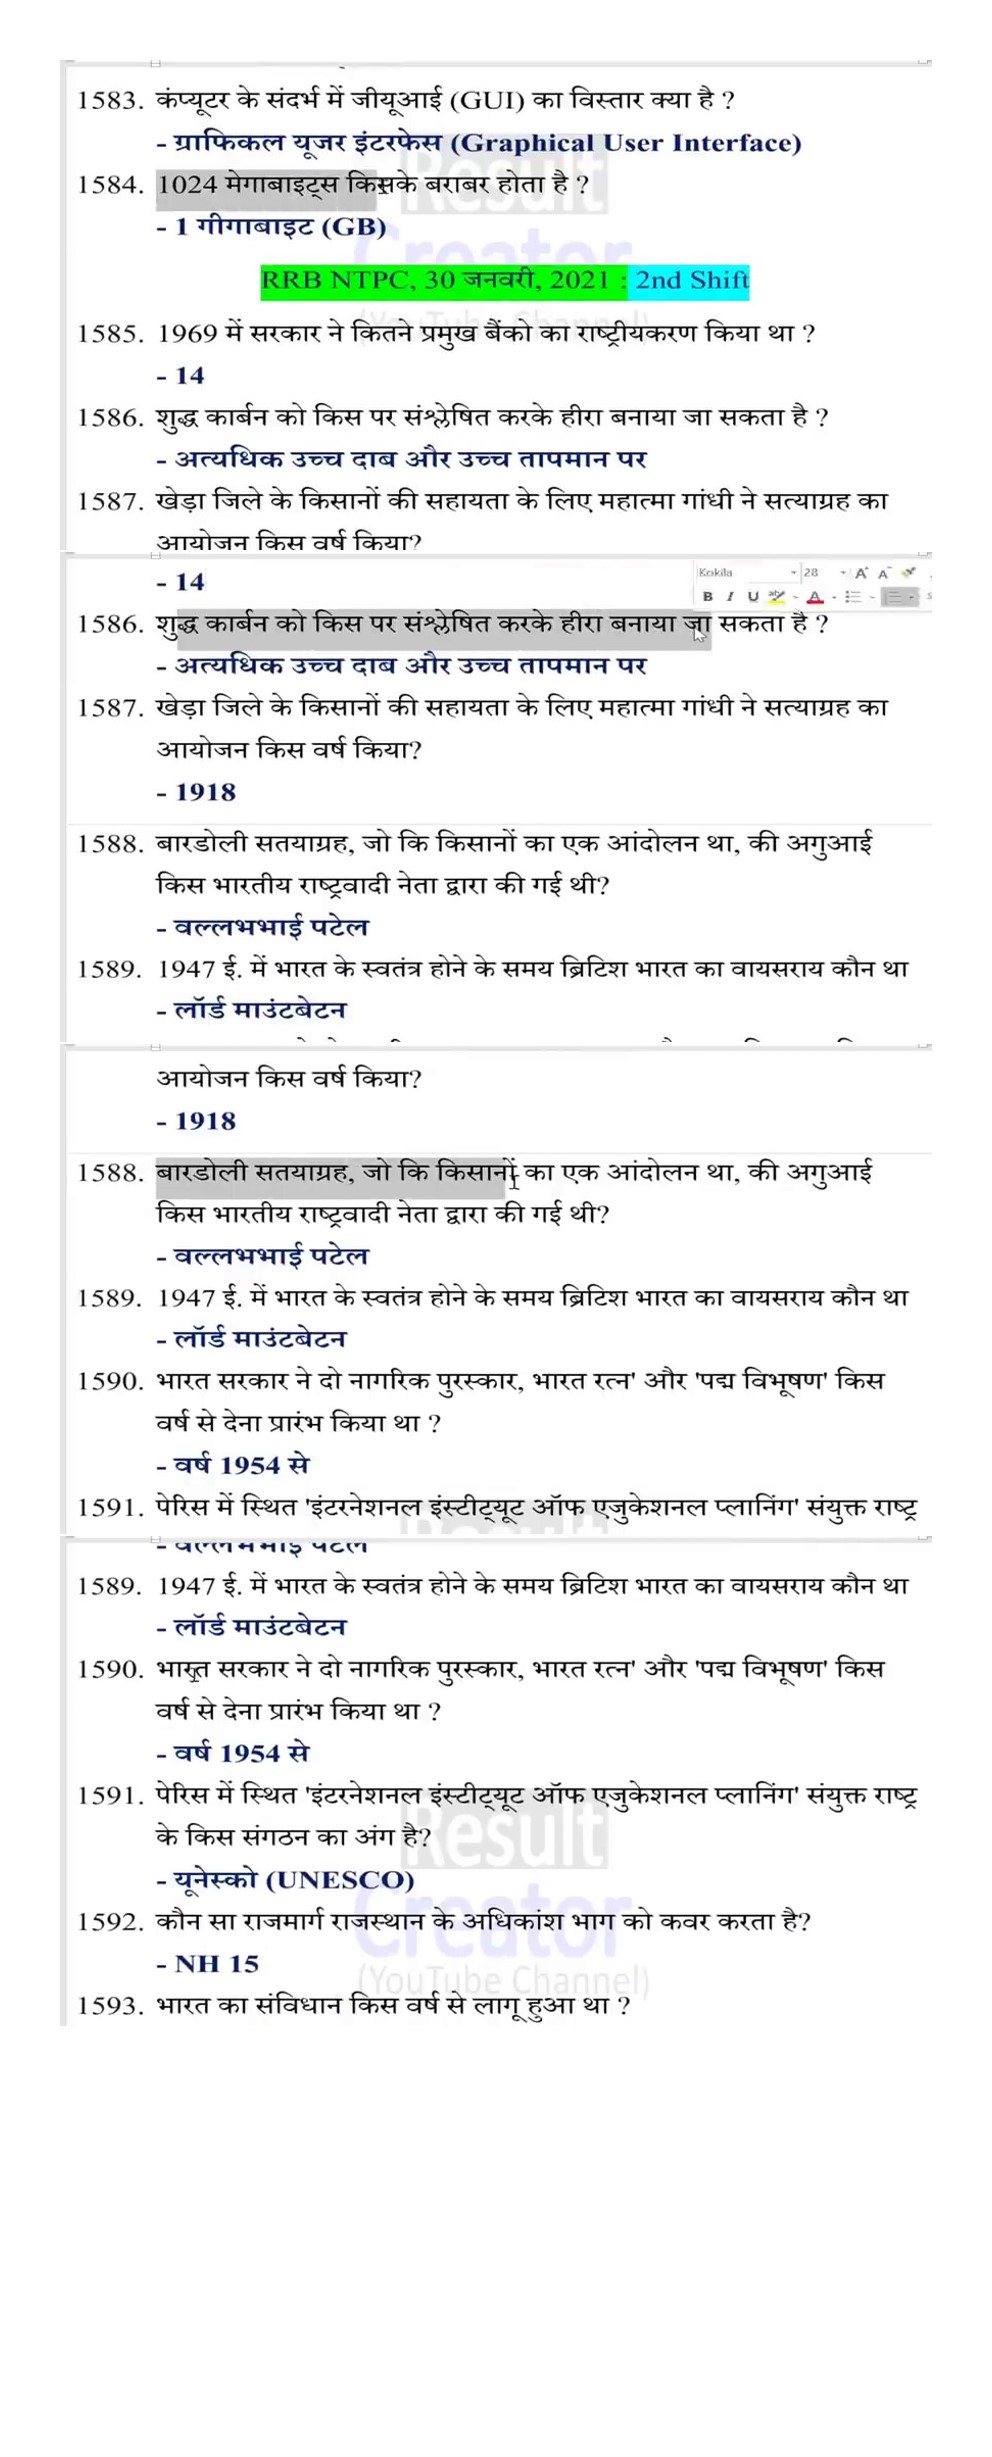 1583. कंप्यूटर के संदर्भ में जीयूआई (GUI) का विस्तार क्या है ?
- ग्राफिकल यूजर इंटरफेस (Graphical User Interface)
1584. 1024 मेगाबाइट्स किसके बराबर होता है ?
- 1 गीगाबाइट (GB)
Result
Creator
RRB NTPC, 30 जनवरी, 2021 : 2nd Shift
(YouTube Channel)
1585. 1969 में सरकार ने कितने प्रमुख बैंको का राष्ट्रीयकरण किया था ?
- 14
1586. शुद्ध कार्बन को किस पर संश्लेषित करके हीरा बनाया जा सकता है ?
- अत्यधिक उच्च दाब और उच्च तापमान पर
1587. खेड़ा जिले के किसानों की सहायता के लिए महात्मा गांधी ने सत्याग्रह का
आयोजन किस वर्ष किया?
- 14
Kokila 28 A A
B I U abc A
1586. शुद्ध कार्बन को किस पर संश्लेषित करके हीरा बनाया जा सकता है ?
- अत्यधिक उच्च दाब और उच्च तापमान पर
1587. खेड़ा जिले के किसानों की सहायता के लिए महात्मा गांधी ने सत्याग्रह का
आयोजन किस वर्ष किया?
- 1918
1588. बारडोली सतयाग्रह, जो कि किसानों का एक आंदोलन था, की अगुआई
किस भारतीय राष्ट्रवादी नेता द्वारा की गई थी?
- वल्लभभाई पटेल
1589. 1947 ई. में भारत के स्वतंत्र होने के समय ब्रिटिश भारत का वायसराय कौन था
- लॉर्ड माउंटबेटन
आयोजन किस वर्ष किया?
- 1918
1588. बारडोली सतयाग्रह, जो कि किसानों का एक आंदोलन था, की अगुआई
किस भारतीय राष्ट्रवादी नेता द्वारा की गई थी?
- वल्लभभाई पटेल
1589. 1947 ई. में भारत के स्वतंत्र होने के समय ब्रिटिश भारत का वायसराय कौन था
- लॉर्ड माउंटबेटन
1590. भारत सरकार ने दो नागरिक पुरस्कार, भारत रत्न' और 'पद्म विभूषण' किस
वर्ष से देना प्रारंभ किया था ?
- वर्ष 1954 से
1591. पेरिस में स्थित 'इंटरनेशनल इंस्टीट्यूट ऑफ एजुकेशनल प्लानिंग' संयुक्त राष्ट्र
- वल्लभभाई पटेल
1589. 1947 ई. में भारत के स्वतंत्र होने के समय ब्रिटिश भारत का वायसराय कौन था
- लॉर्ड माउंटबेटन
1590. भारत सरकार ने दो नागरिक पुरस्कार, भारत रत्न' और 'पद्म विभूषण' किस
वर्ष से देना प्रारंभ किया था ?
- वर्ष 1954 से
1591. पेरिस में स्थित 'इंटरनेशनल इंस्टीट्यूट ऑफ एजुकेशनल प्लानिंग' संयुक्त राष्ट्र
के किस संगठन का अंग है?
Result
- यूनेस्को (UNESCO)
1592. कौन सा राजमार्ग राजस्थान के अधिकांश भाग को कवर करता है?
Creator
- NH 15
(YouTube Channel)
1593. भारत का संविधान किस वर्ष से लागू हुआ था ?